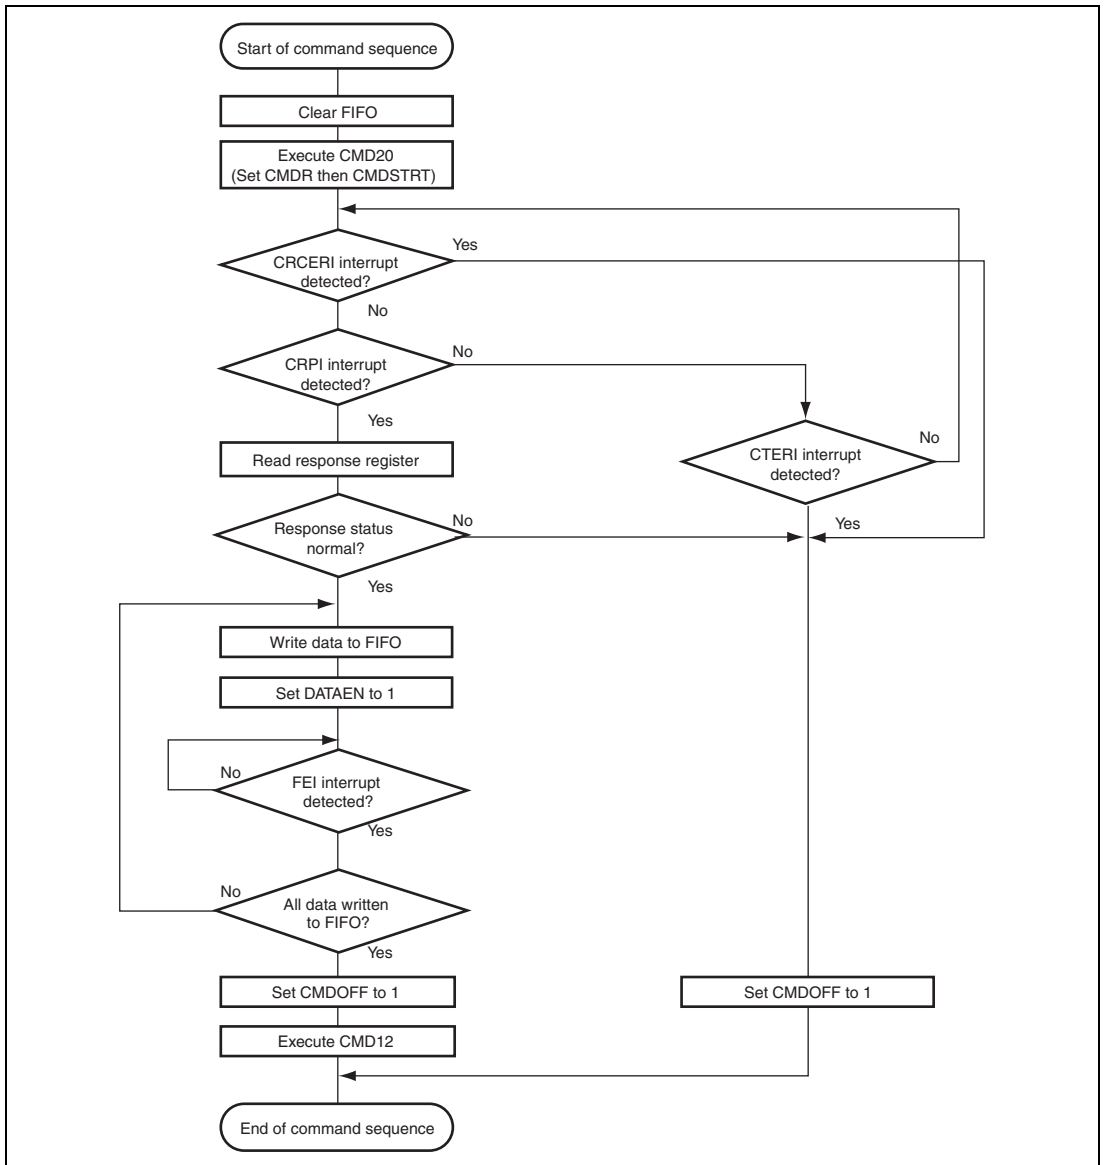 Start of command sequence
Clear FIFO
Execute CMD20
(Set CMDR then CMDSTRT)
CRCERI interrupt
detected?
Yes
No
CRPI interrupt
detected?
No
Yes
CTERI interrupt
detected?
No
Yes
Read response register
Response status
normal?
No
Yes
Write data to FIFO
Set DATAEN to 1
No
FEI interrupt
detected?
Yes
No
All data written
to FIFO?
Yes
Set CMDOFF to 1
Set CMDOFF to 1
Execute CMD12
End of command sequence